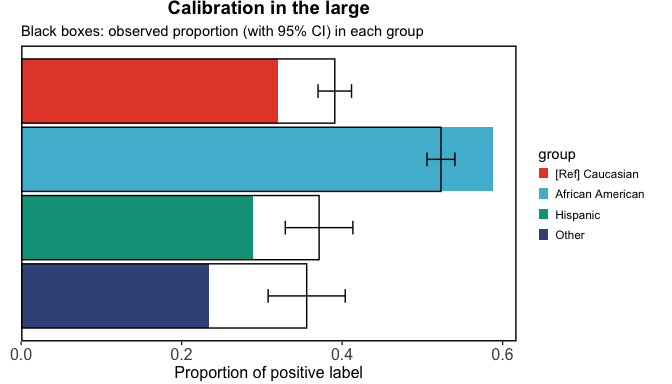 Calibration in the large
Black boxes: observed proportion (with 95% CI) in each group
group
[Ref] Caucasian
African American
Hispanic
Other
0.0
0.2
0.4
0.6
Proportion of positive label